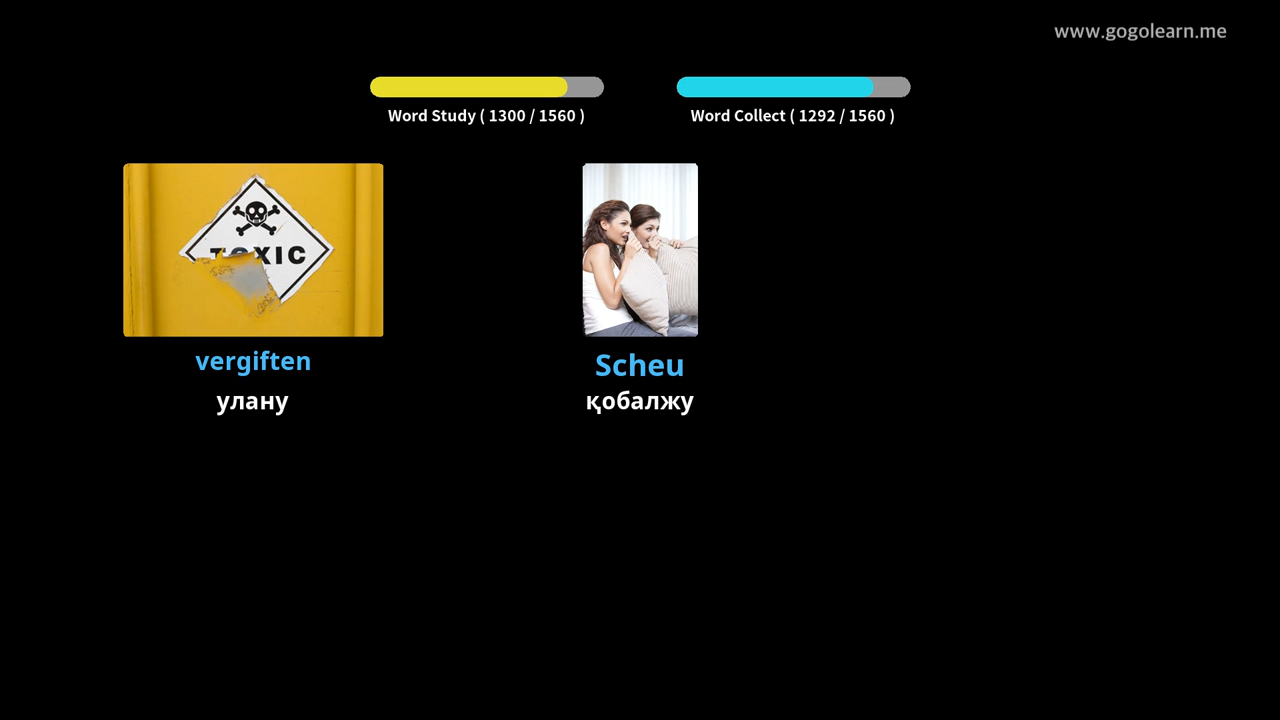 www.gogolearn.me
Word Study ( 1300 / 1560 )
Word Collect ( 1292 / 1560 )
TOXIC
vergiften
Scheu
улану
қобалжу